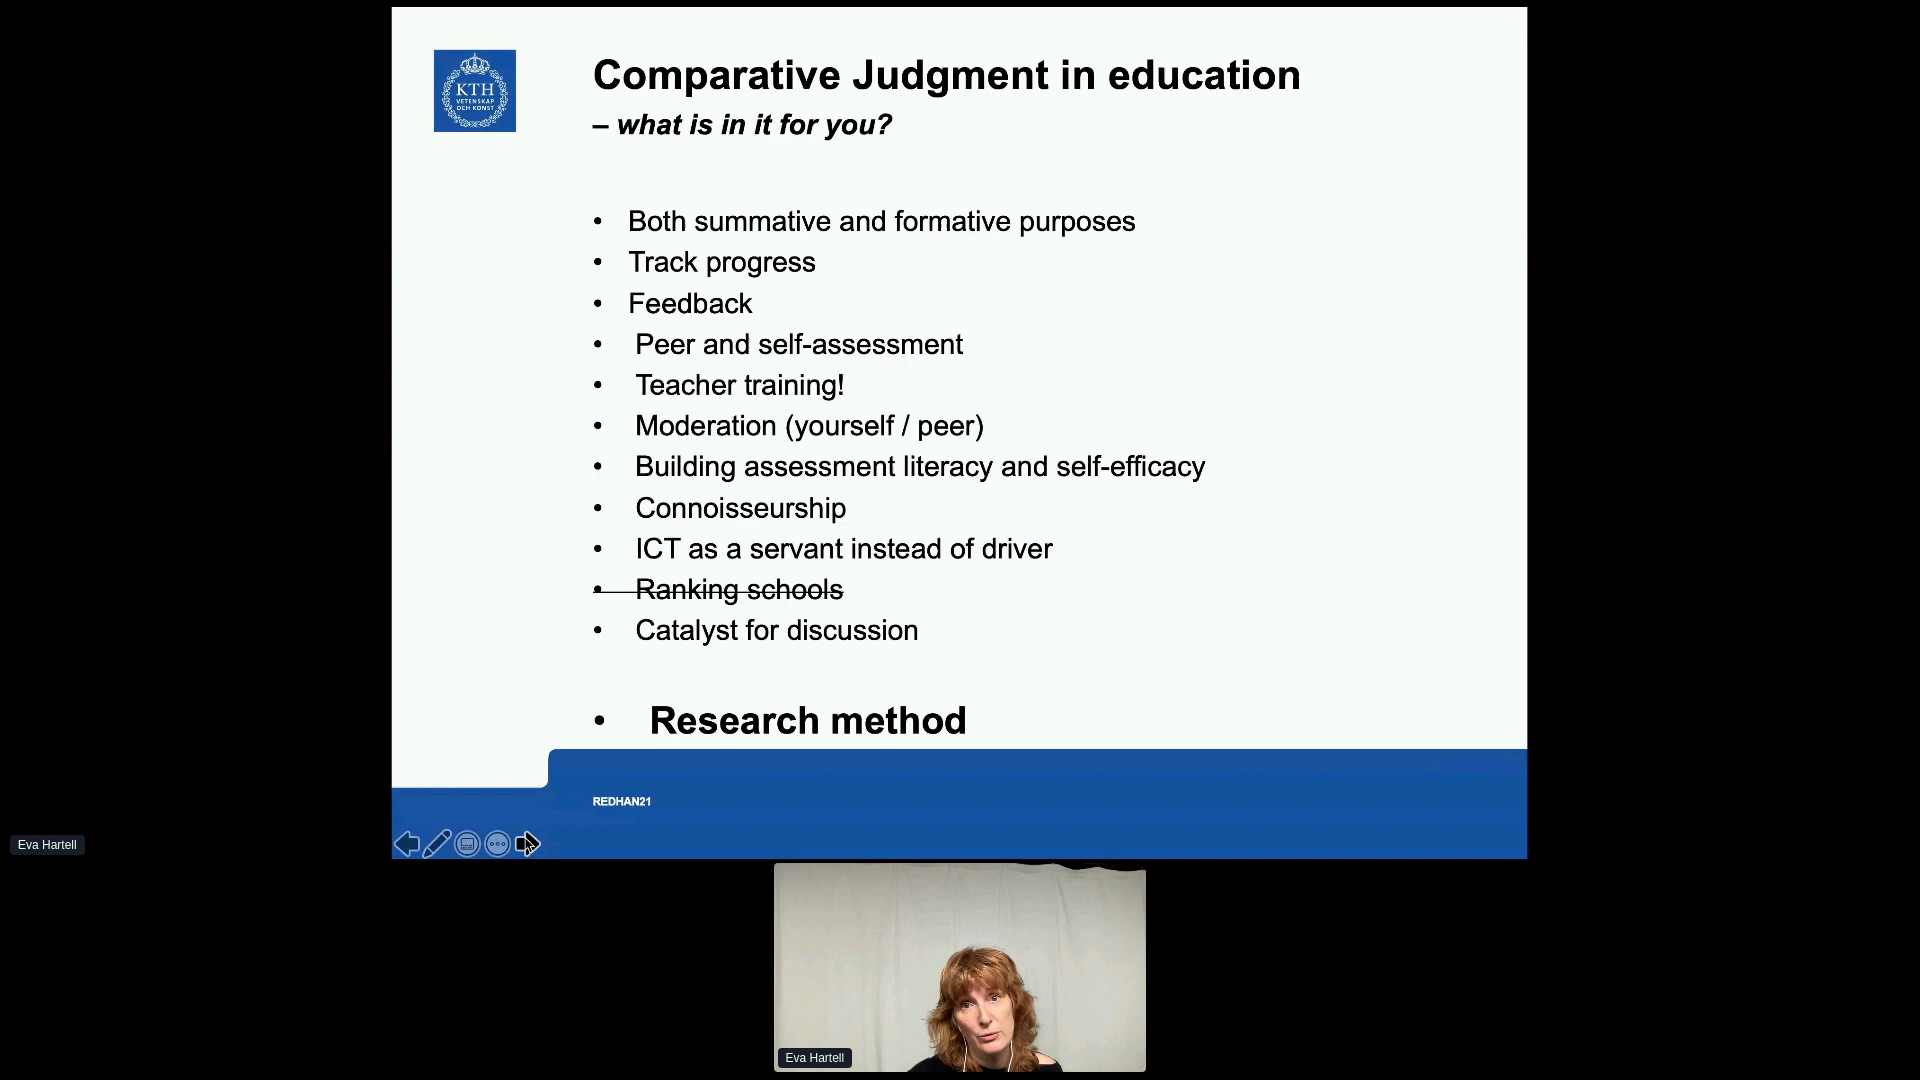 KTH
VETENSKAP
OCH KONST
Comparative Judgment in education
– what is in it for you?
• Both summative and formative purposes
• Track progress
• Feedback
• Peer and self-assessment
• Teacher training!
• Moderation (yourself / peer)
• Building assessment literacy and self-efficacy
• Connoisseurship
• ICT as a servant instead of driver
• Ranking schools
• Catalyst for discussion
• Research method
REDHAN21
Eva Hartell
Eva Hartell